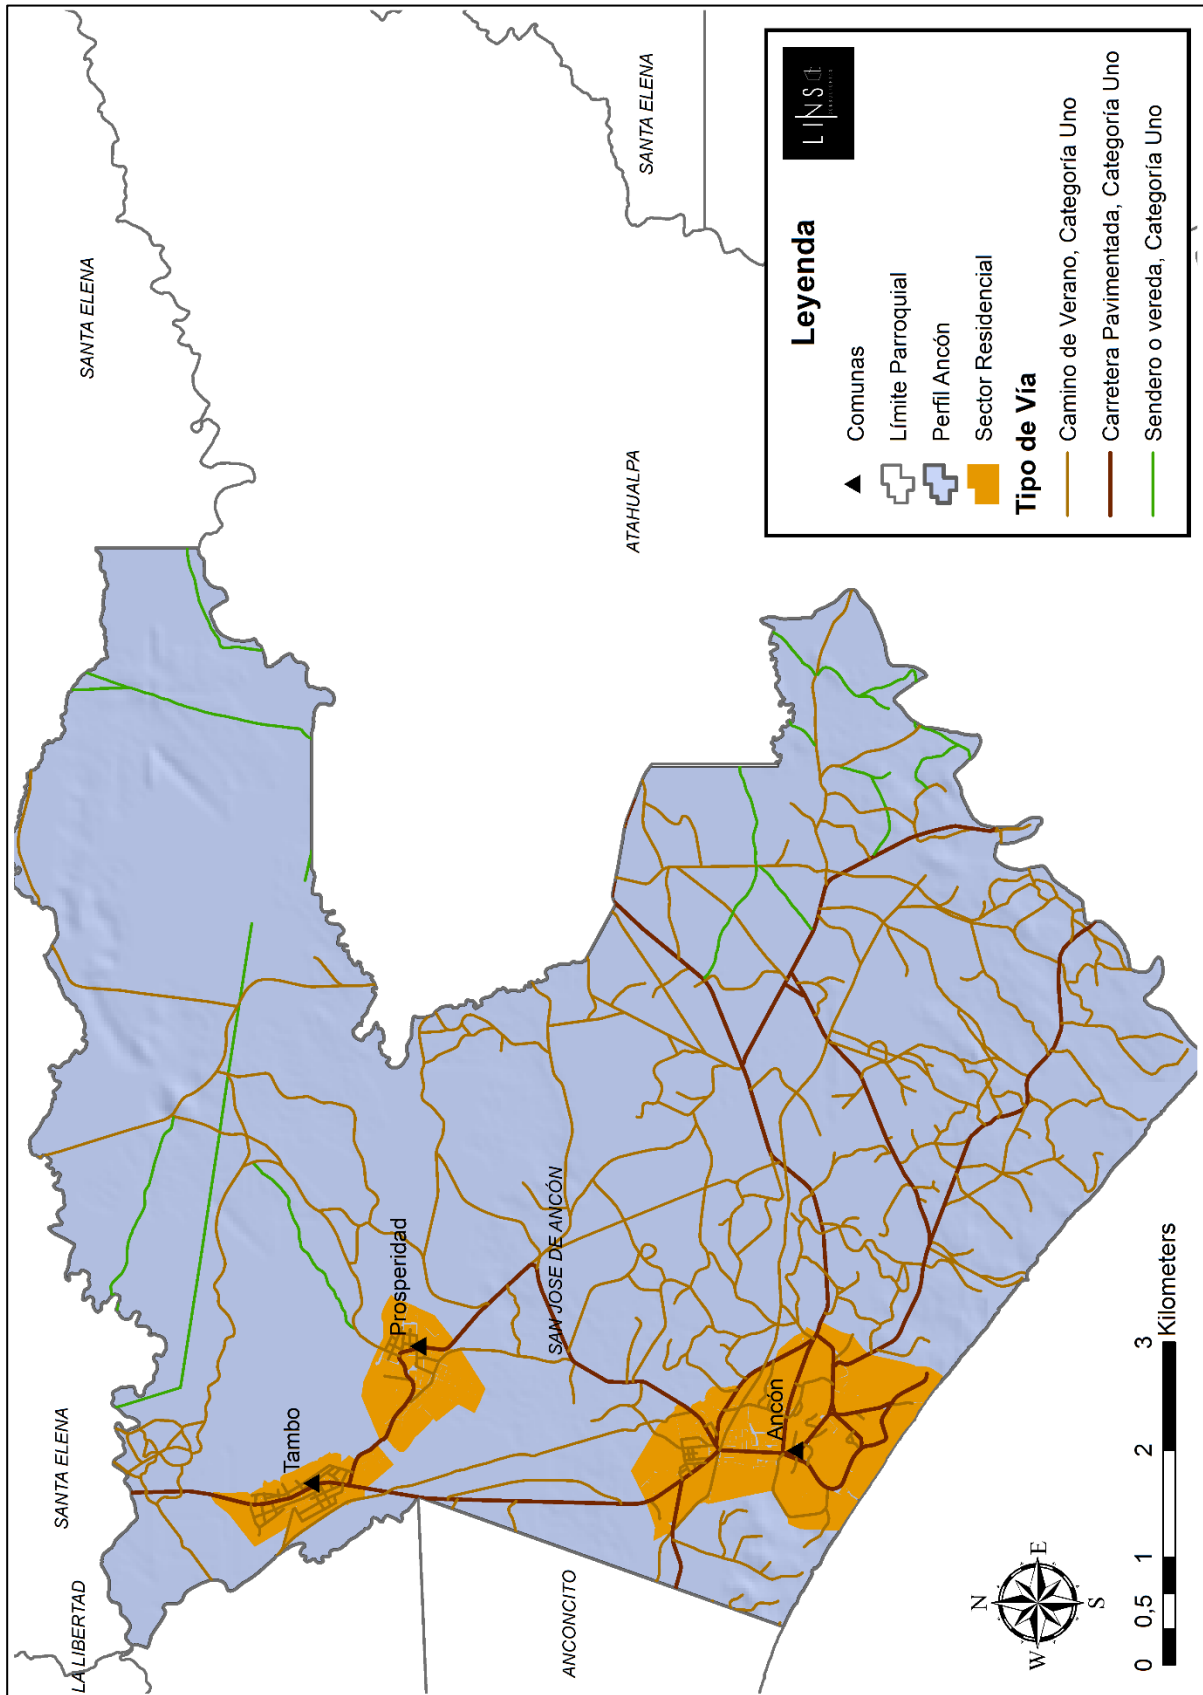 SANTA ELENA
SANTA ELENA
LA LIBERTAD
SANTA ELENA
Tambo
Prosperidad
ATAHUALPA
SAN JOSE DE ANCÓN
ANCONCITO
Ancón
N
E
S
W
0 0,5 1 2 3
Kilometers
Leyenda
LINS
Comunas
Límite Parroquial
Perfil Ancón
Sector Residencial
Tipo de Vía
Camino de Verano, Categoría Uno
Carretera Pavimentada, Categoría Uno
Sendero o vereda, Categoría Uno